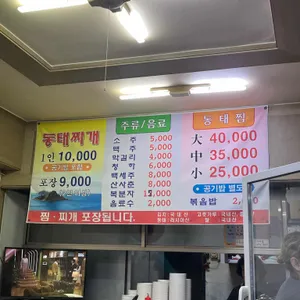 동태찌개
1인 10,000
포장 9,000
주류/음료
소 주 5,000
맥 주 5,000
막걸리 4,000
청 하 6,000
백세주 8,000
산사춘 8,000
복분자 15,000
음료수 2,000
동 태 찜
大 40,000
中 35,000
小 25,000
공기밥 별도
볶음밥
찜 · 찌개 포장됩니다.